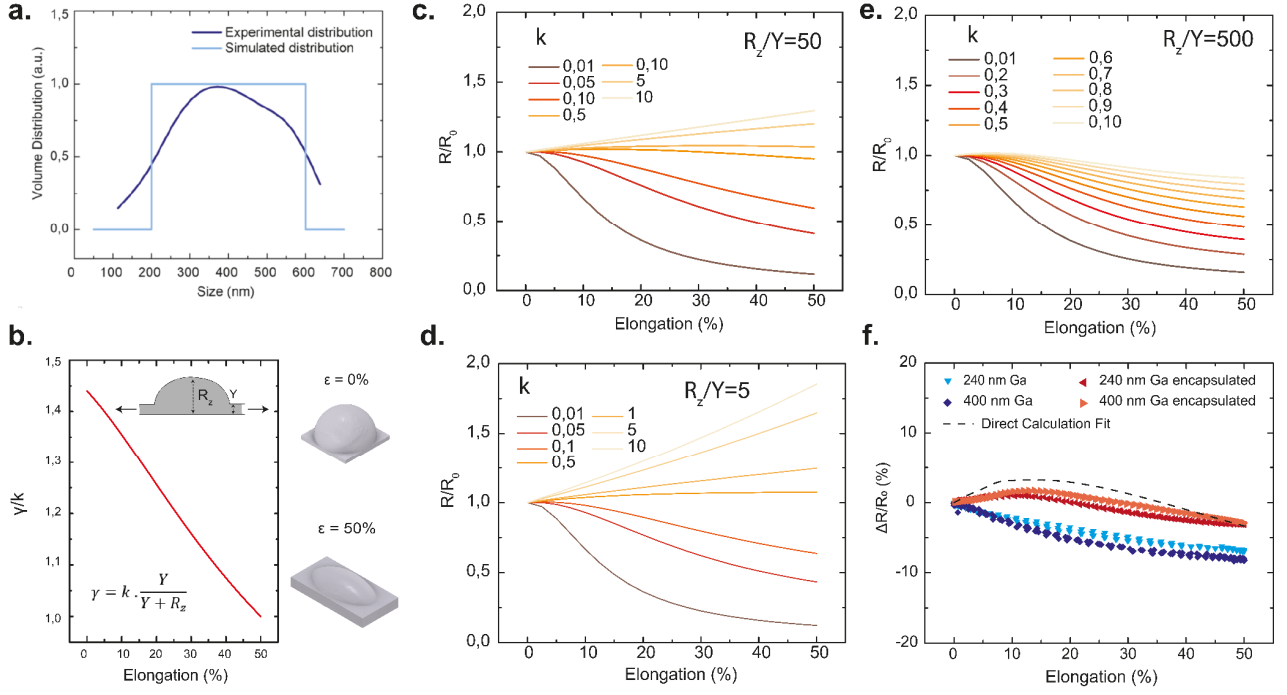 a.
1,5
1,0
0,5
0,0
Volume Distribution (a.u.)
Experimental distribution
Simulated distribution
0 100 200 300 400 500 600 700 800
Size (nm)
b.
1,5
1,4
1,3
1,2
1,1
1,0
γ/k
R_z
Y
γ = k . Y / (Y + R_z)
0 10 20 30 40 50
Elongation (%)
ε = 0%
ε = 50%
c.
2,0
1,5
1,0
0,5
0,0
R/R_0
k
R_z/Y=50
0,01 0,10
0,05 5
0,10 10
0,5
0 10 20 30 40 50
Elongation (%)
d.
2,0
1,5
1,0
0,5
0,0
R/R_0
k
R_z/Y=5
0,01 1
0,05 5
0,1 10
0,5
0 10 20 30 40 50
Elongation (%)
e.
2,0
1,5
1,0
0,5
0,0
R/R_0
k
R_z/Y=500
0,01 0,6
0,2 0,7
0,3 0,8
0,4 0,9
0,5 0,10
0 10 20 30 40 50
Elongation (%)
f.
20
10
0
-10
-20
ΔR/R₀ (%)
240 nm Ga 240 nm Ga encapsulated
400 nm Ga 400 nm Ga encapsulated
Direct Calculation Fit
0 10 20 30 40 50
Elongation (%)